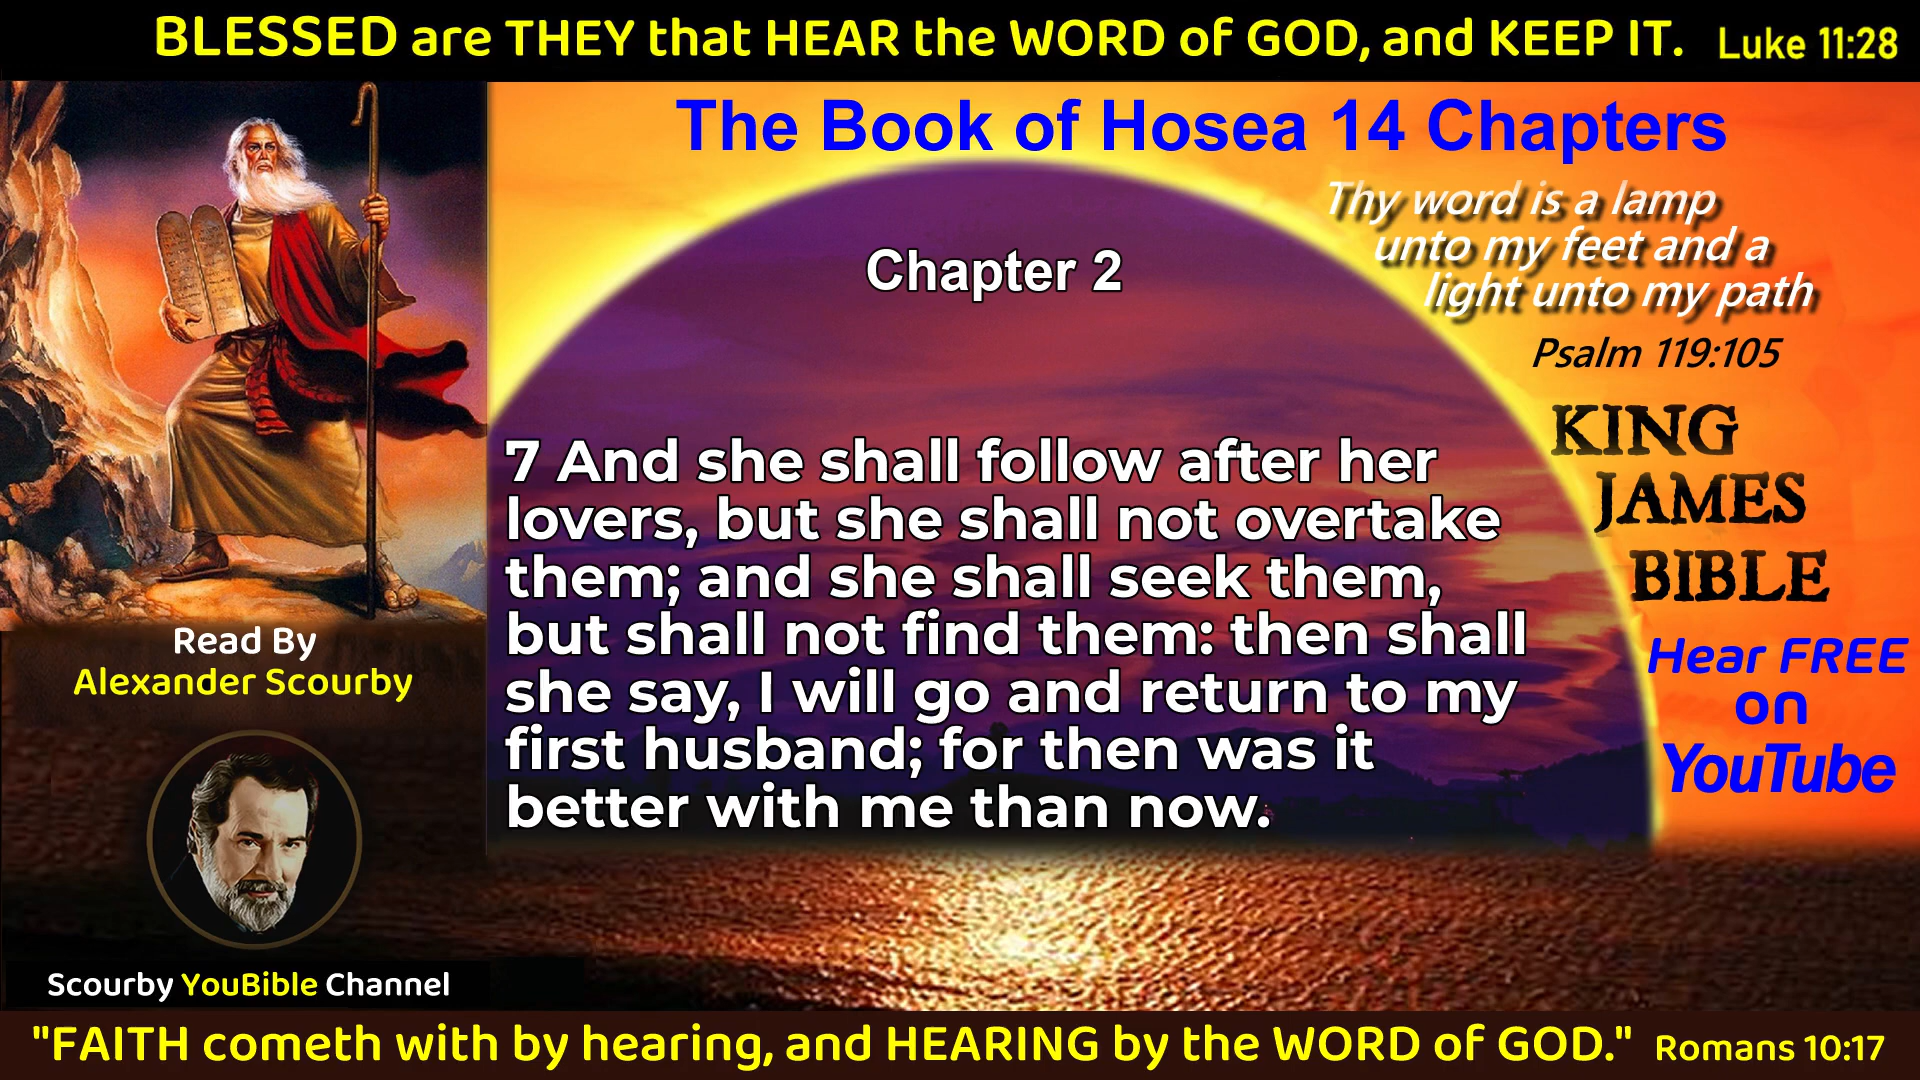 BLESSED are THEY that HEAR the WORD of GOD, and KEEP IT. Luke 11:28
The Book of Hosea 14 Chapters
Thy word is a lamp
unto my feet and a
light unto my path
Psalm 119:105
Chapter 2
KING
JAMES
BIBLE
7 And she shall follow after her
lovers, but she shall not overtake
them; and she shall seek them,
but shall not find them: then shall
she say, I will go and return to my
first husband; for then was it
better with me than now.
Hear FREE
on
YouTube
Read By
Alexander Scourby
Scourby YouBible Channel
"FAITH cometh with by hearing, and HEARING by the WORD of GOD." Romans 10:17